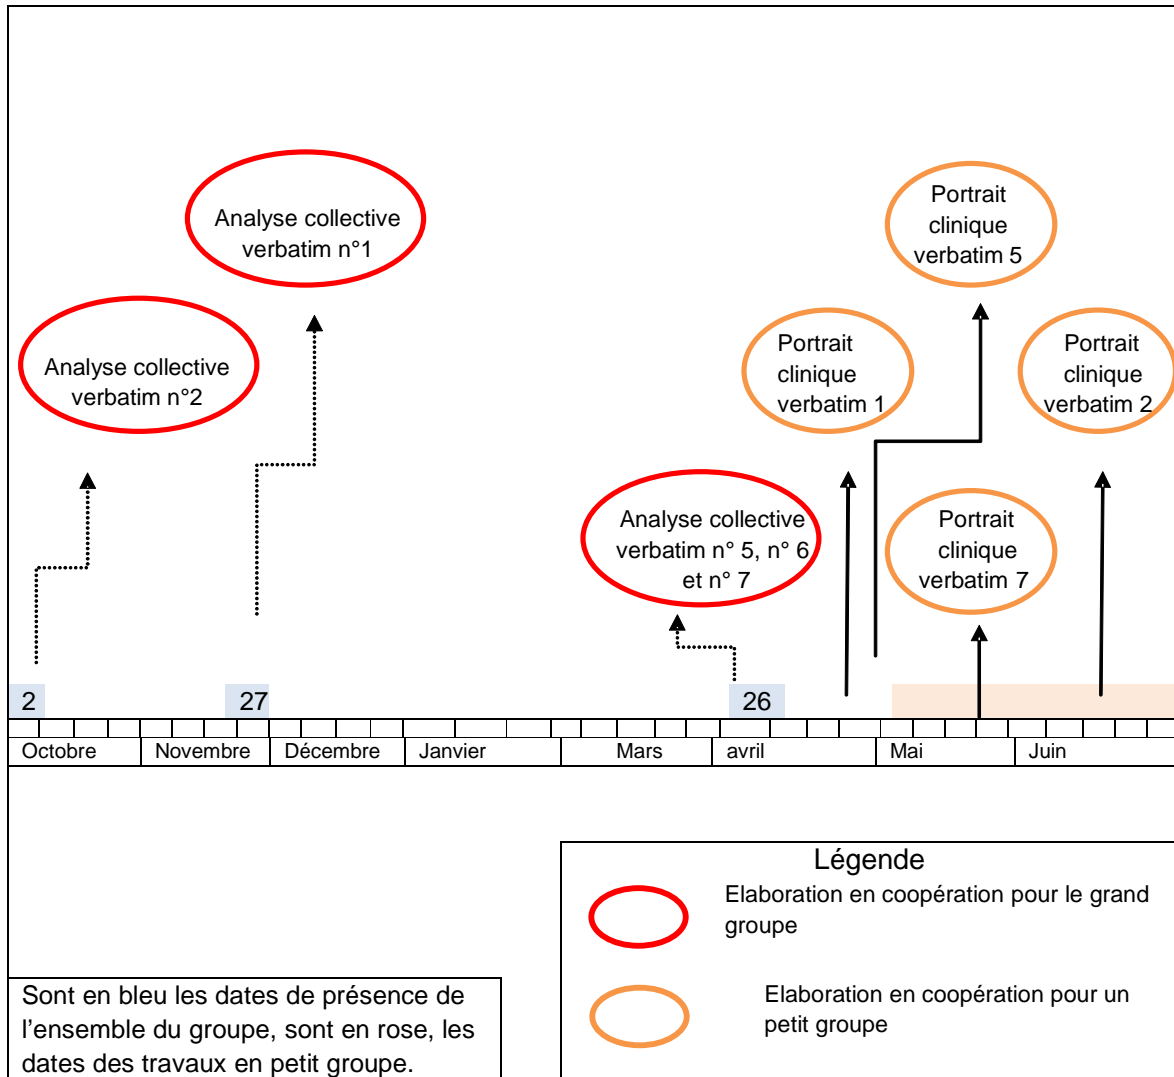 Analyse collective
verbatim n°1
Portrait
clinique
verbatim 5
Analyse collective
verbatim n°2
Portrait
clinique
verbatim 1
Portrait
clinique
verbatim 2
Analyse collective
verbatim n° 5, n° 6
et n° 7
Portrait
clinique
verbatim 7
2
27
26
Octobre
Novembre
Décembre
Janvier
Mars
avril
Mai
Juin
Légende
Elaboration en coopération pour le grand
groupe
Elaboration en coopération pour un
petit groupe
Sont en bleu les dates de présence de
l’ensemble du groupe, sont en rose, les
dates des travaux en petit groupe.